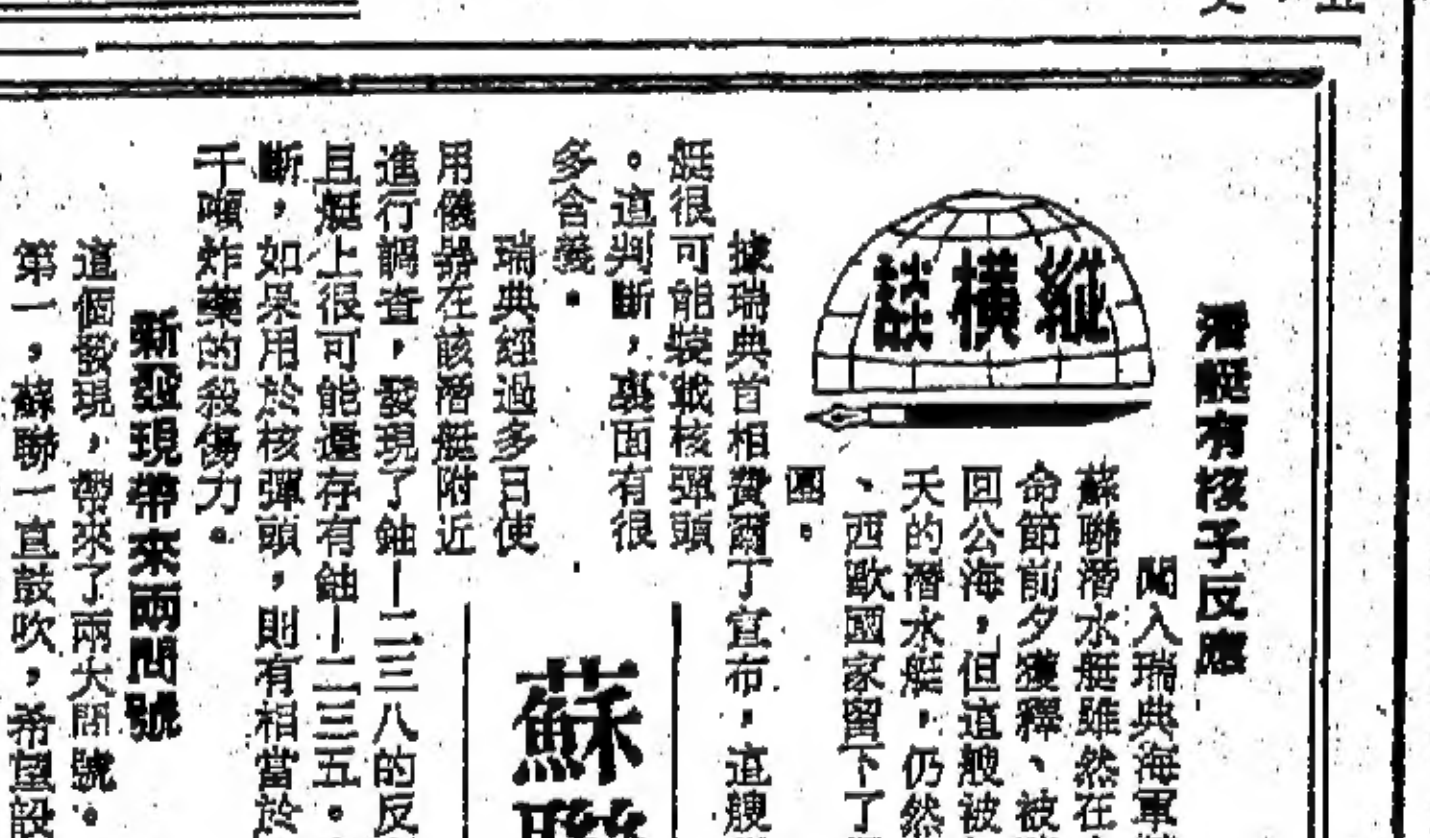 潛艇有核子反應
闖入瑞典海軍
蘇聯潛水艇雖然在
命節前夕獲釋、被
回公海，但這艘被
天的潛水艇，仍然
、西歐國家留下了
團。
縱橫談
據瑞典首相費爾丁宣布，這艘
艇很可能裝載核彈頭
。這判斷，裏面有很
多含義。
瑞典經過多日使
用儀器在該潛艇附近
進行調查，發現了鈾—二三八的反
且艇上很可能還存有鈾—二三五。
斷，如果用於核彈頭，則有相當於
千噸炸藥的殺傷力。
蘇聯
新發現帶來兩問號
這個發現，帶來了兩大問號。
第一，蘇聯一直鼓吹，希望設